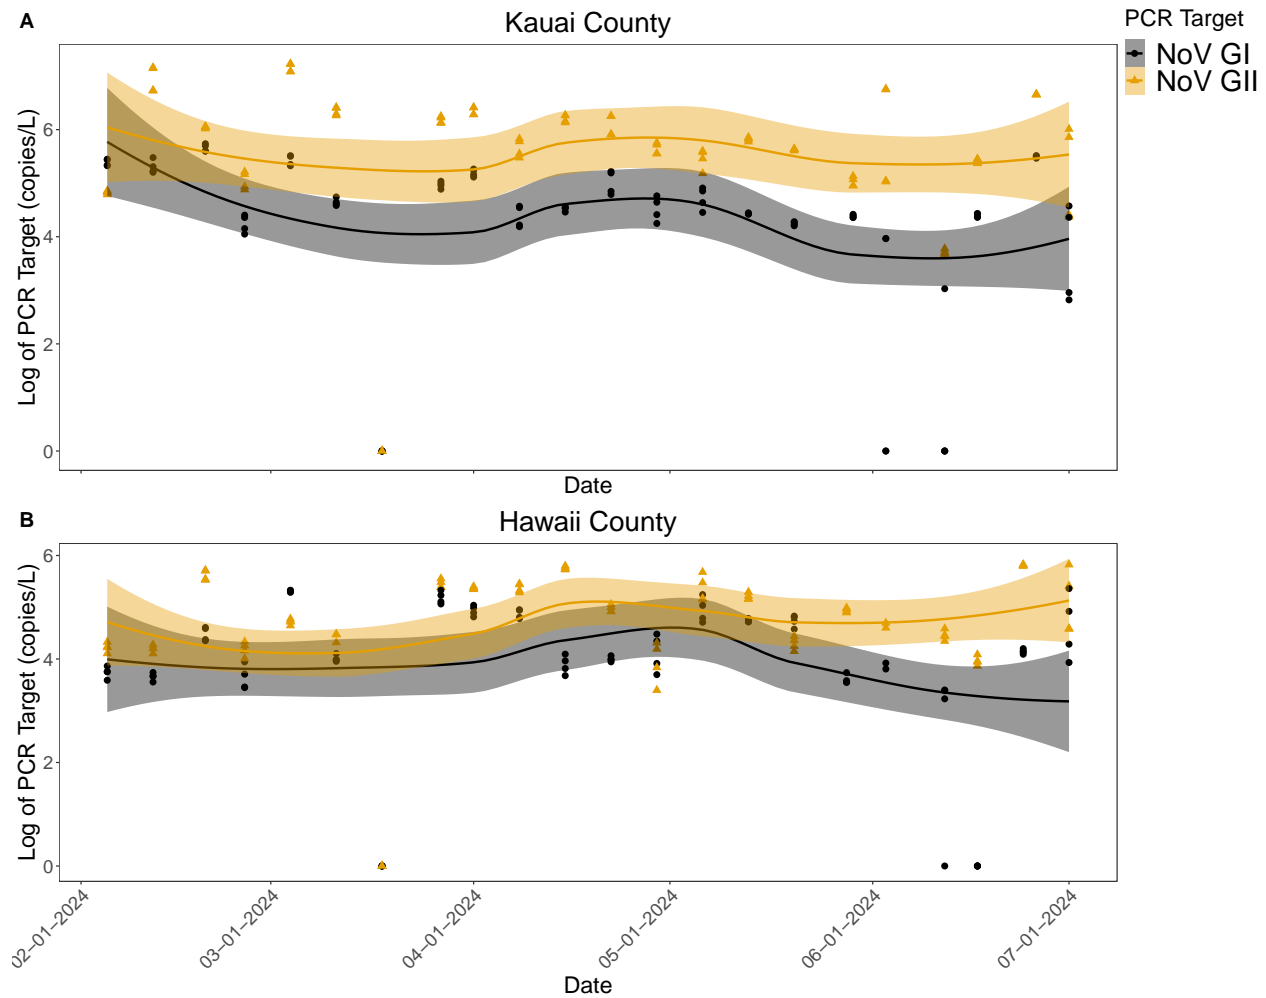 A
Kauai County
PCR Target
NoV GI
NoV GII
Log of PCR Target (copies/L)
6
4
2
0
Date
B
Hawaii County
Log of PCR Target (copies/L)
6
4
2
0
02−01−2024
03−01−2024
04−01−2024
05−01−2024
06−01−2024
07−01−2024
Date